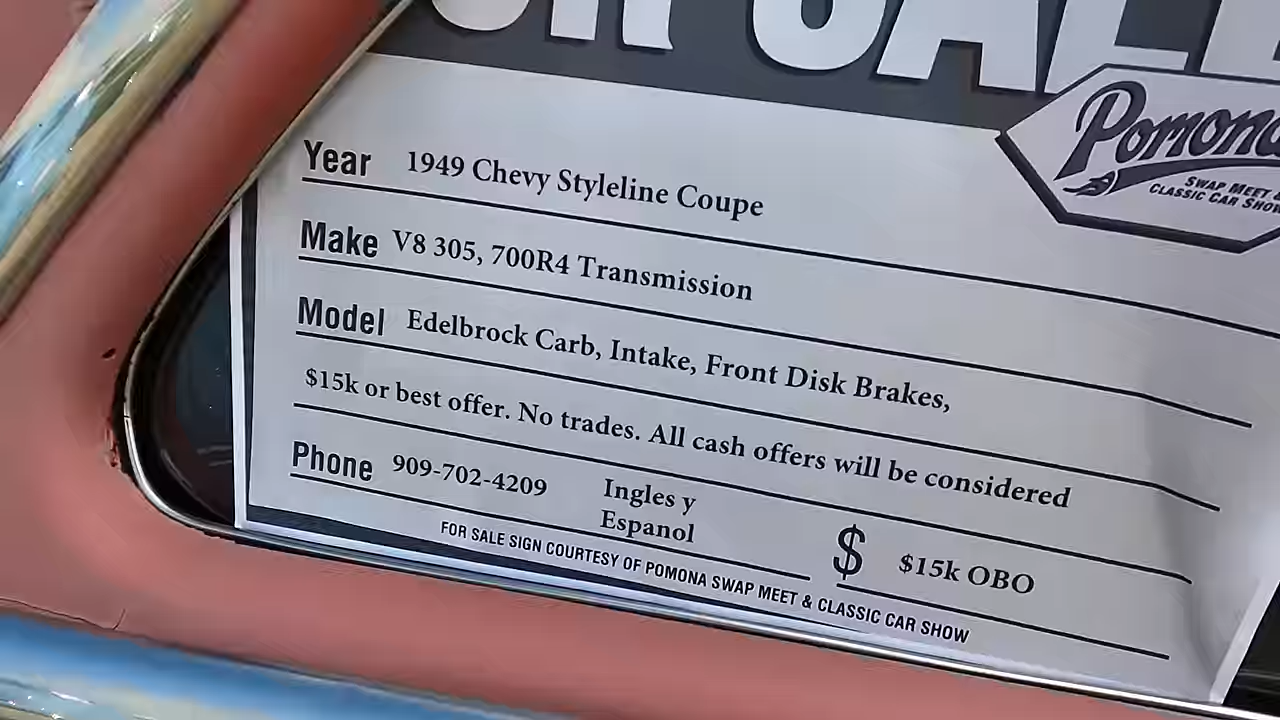 FOR SALE
Pomona
SWAP MEET &
CLASSIC CAR SHOW
Year 1949 Chevy Styleline Coupe
Make V8 305, 700R4 Transmission
Model Edelbrock Carb, Intake, Front Disk Brakes,
$15k or best offer. No trades. All cash offers will be considered
Phone 909-702-4209 Ingles y
Espanol
$ $15k OBO
FOR SALE SIGN COURTESY OF POMONA SWAP MEET & CLASSIC CAR SHOW